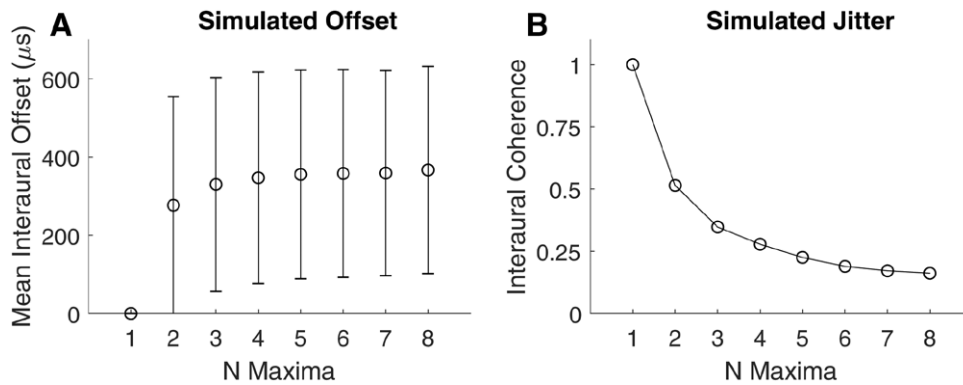 A
Simulated Offset
Mean Interaural Offset (μs)
600
400
200
0
1 2 3 4 5 6 7 8
N Maxima
B
Simulated Jitter
Interaural Coherence
1
0.75
0.5
0.25
0
1 2 3 4 5 6 7 8
N Maxima